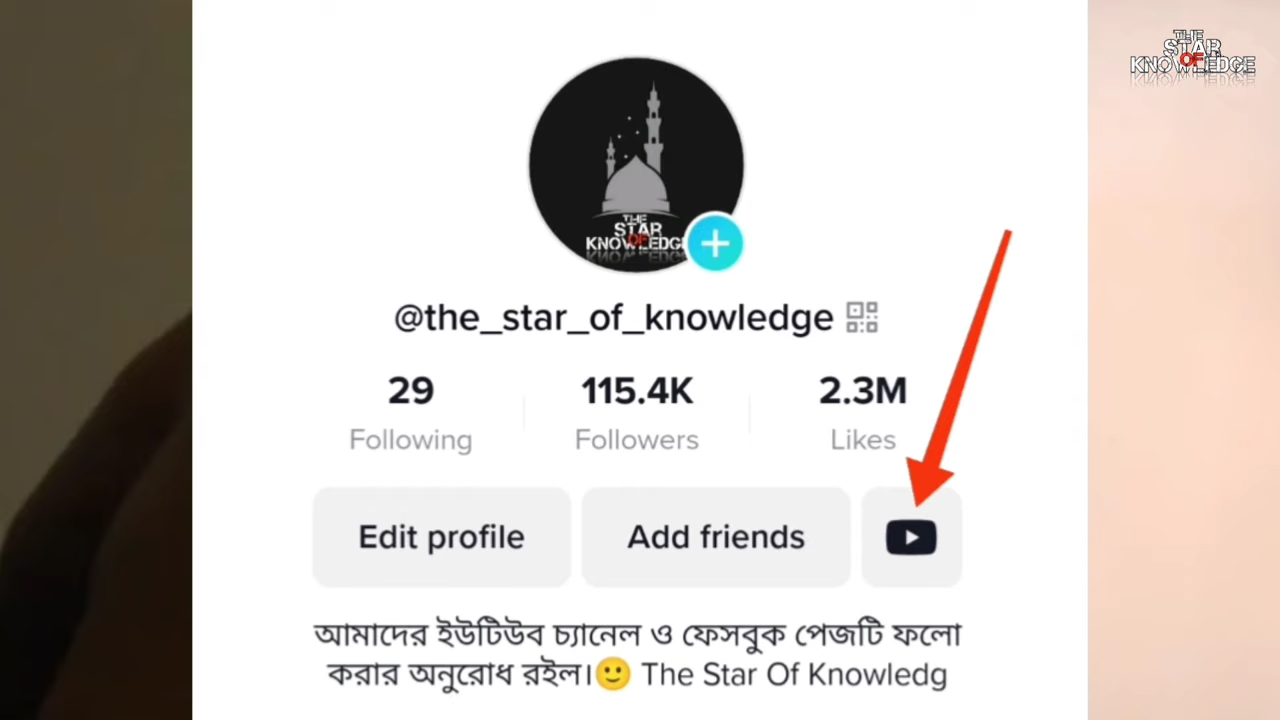 THE
STAR
OF
KNOWLEDGE
THE
STAR
OF
KNOWLEDGE
@the_star_of_knowledge
29 115.4K 2.3M
Following Followers Likes
Edit profile Add friends
আমাদের ইউটিউব চ্যানেল ও ফেসবুক পেজটি ফলো
করার অনুরোধ রইল।🙂 The Star Of Knowledg